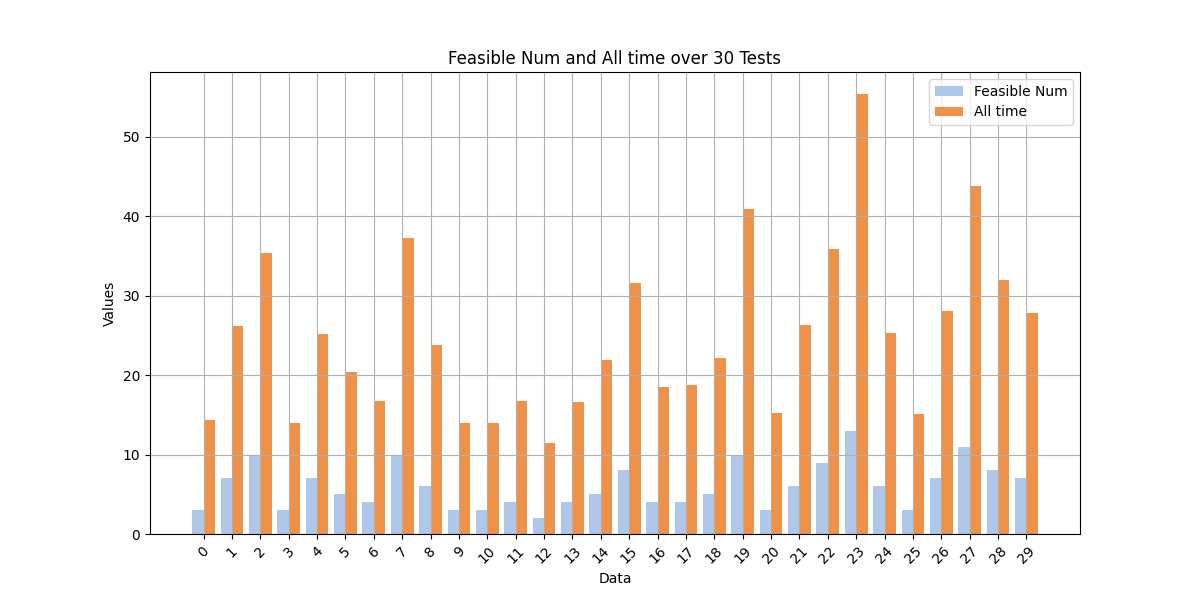 Feasible Num and All time over 30 Tests
Feasible Num
All time
Values
50
40
30
20
10
0
0 1 2 3 4 5 6 7 8 9 10 11 12 13 14 15 16 17 18 19 20 21 22 23 24 25 26 27 28 29
Data